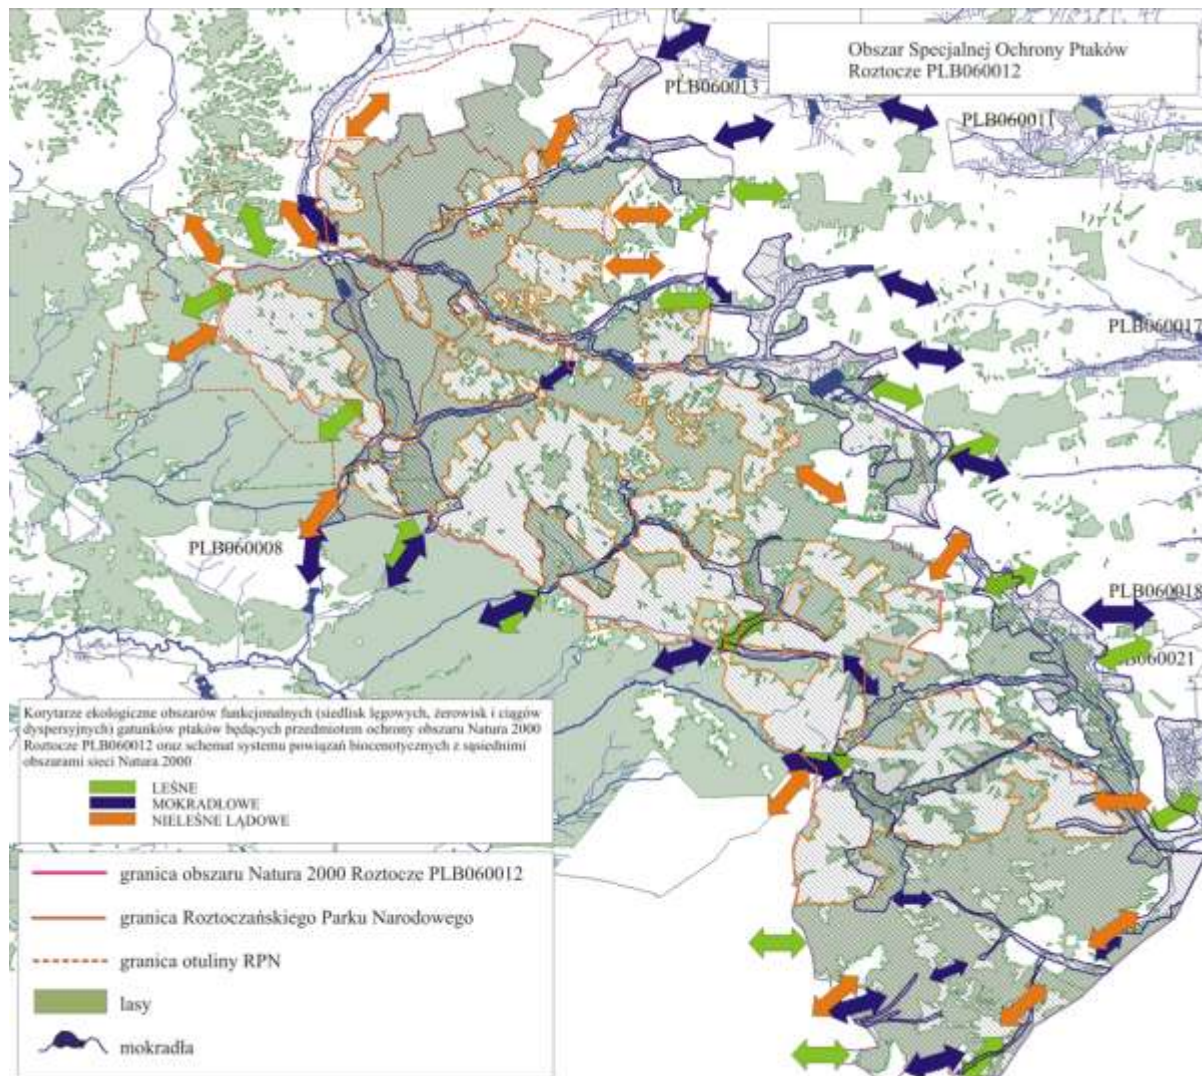 Obszar Specjalnej Ochrony Ptaków
Roztocze PLB060012
PLB060013
PLB060011
PLB060017
PLB060008
PLB060018
PLB060021
Korytarze ekologiczne obszarów funkcjonalnych (siedlisk lęgowych, żerowisk i ciągów
dyspersyjnych) gatunków ptaków będących przedmiotem ochrony obszaru Natura 2000
Roztocze PLB060012 oraz schemat systemu powiązań biocenotycznych z sąsiednimi
obszarami sieci Natura 2000
LEŚNE
MOKRADŁOWE
NIELEŚNE LĄDOWE
granica obszaru Natura 2000 Roztocze PLB060012
granica Roztoczańskiego Parku Narodowego
granica otuliny RPN
lasy
mokradła